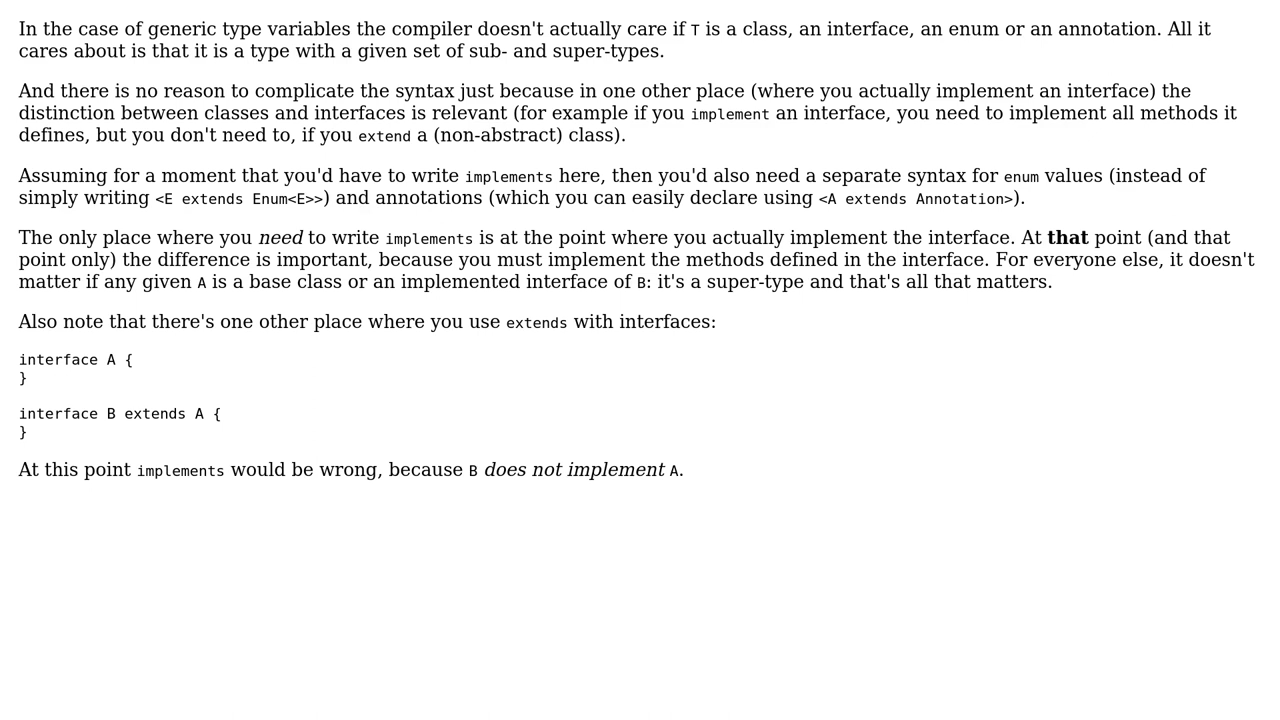 In the case of generic type variables the compiler doesn't actually care if T is a class, an interface, an enum or an annotation. All it
cares about is that it is a type with a given set of sub- and super-types.
And there is no reason to complicate the syntax just because in one other place (where you actually implement an interface) the
distinction between classes and interfaces is relevant (for example if you implement an interface, you need to implement all methods it
defines, but you don't need to, if you extend a (non-abstract) class).
Assuming for a moment that you'd have to write implements here, then you'd also need a separate syntax for enum values (instead of
simply writing <E extends Enum<E>>) and annotations (which you can easily declare using <A extends Annotation>).
The only place where you need to write implements is at the point where you actually implement the interface. At that point (and that
point only) the difference is important, because you must implement the methods defined in the interface. For everyone else, it doesn't
matter if any given A is a base class or an implemented interface of B: it's a super-type and that's all that matters.
Also note that there's one other place where you use extends with interfaces:
interface A {
}
interface B extends A {
}
At this point implements would be wrong, because B does not implement A.